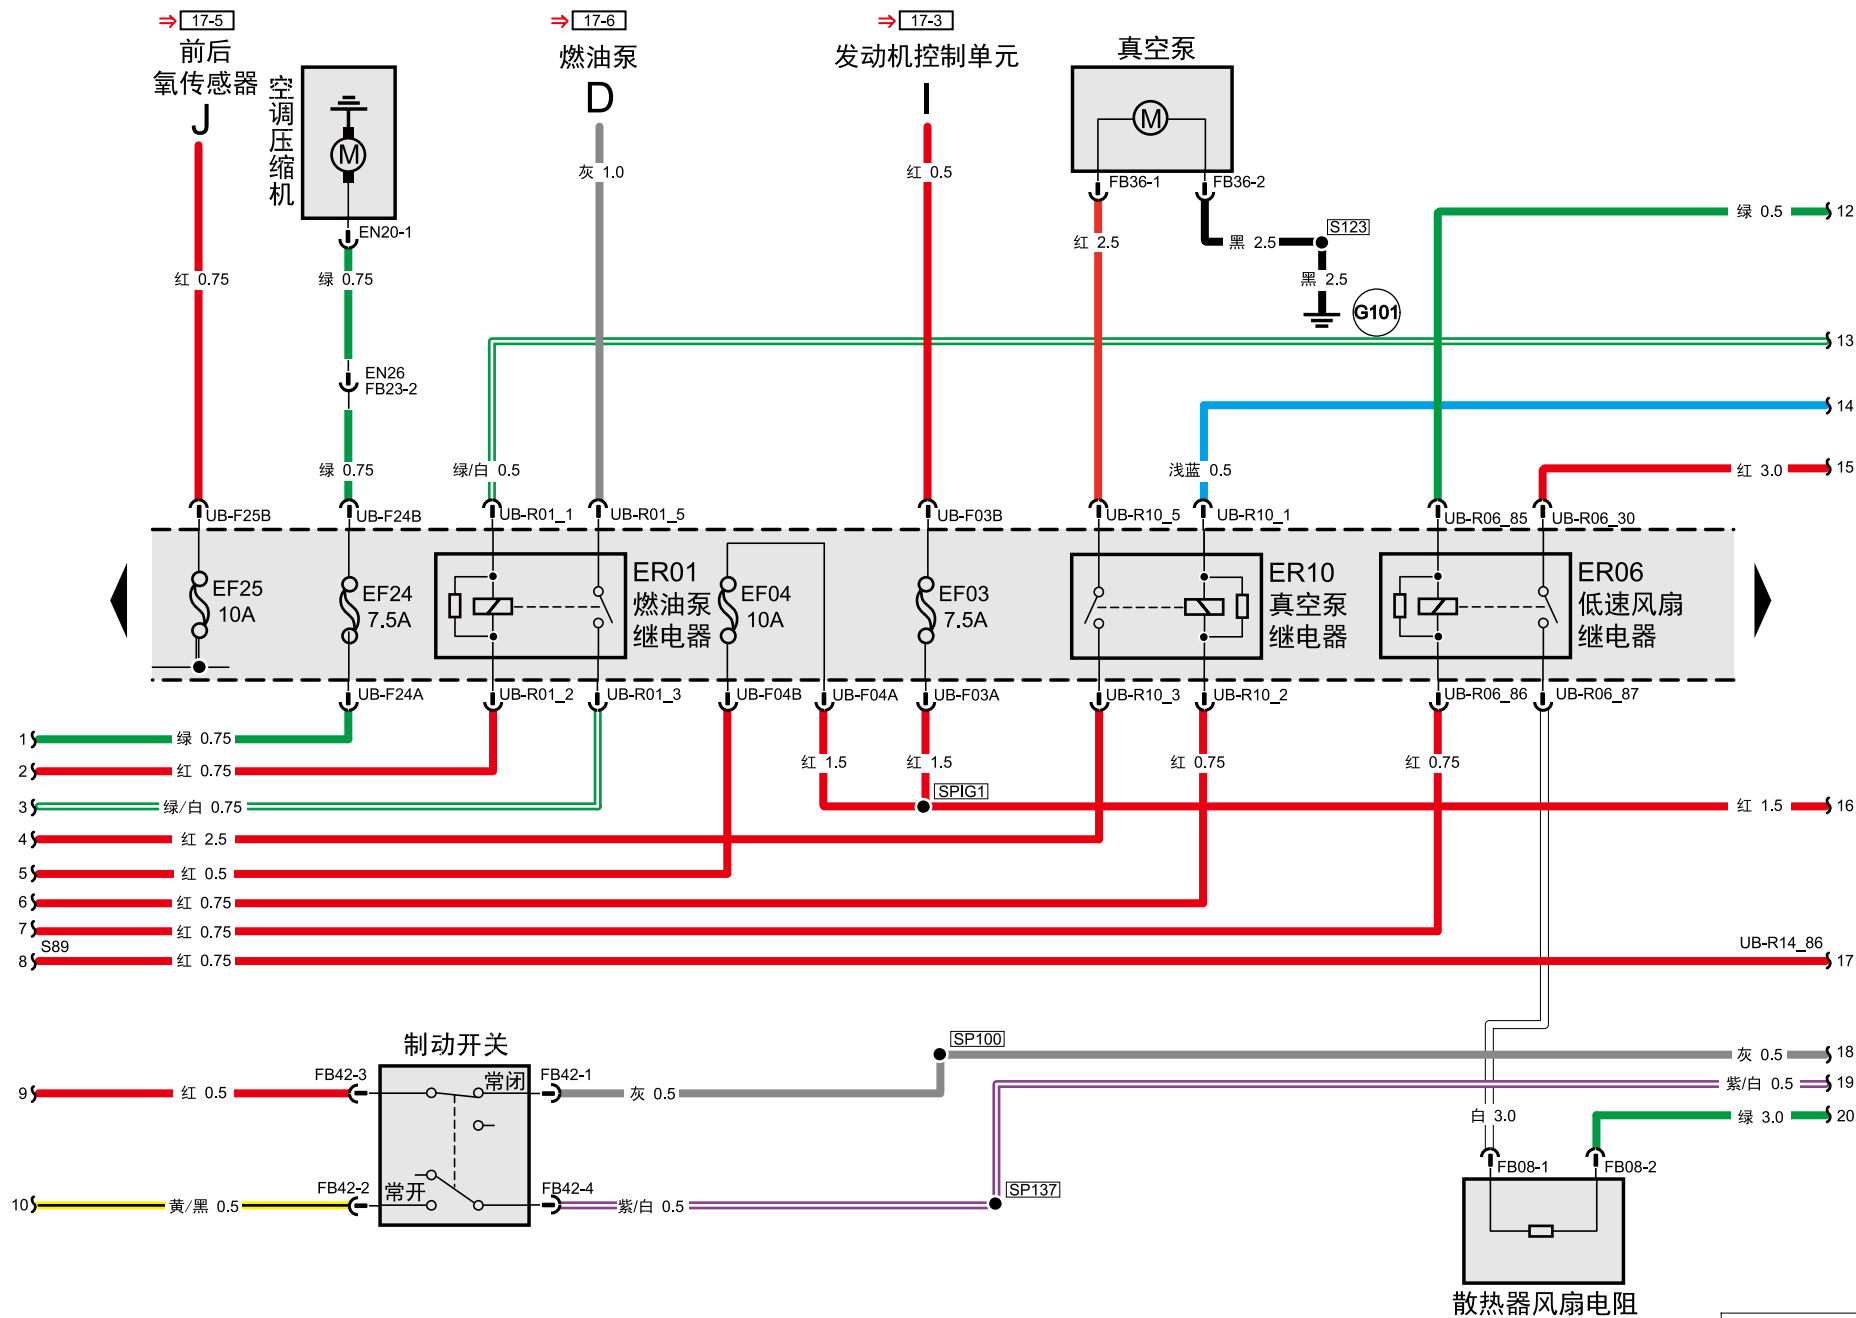 17-5
17-6
17-3
前后
氧传感器
J
空调压缩机
M
燃油泵
D
发动机控制单元
I
真空泵
M
灰 1.0
红 0.5
FB36-1
FB36-2
EN20-1
S123
绿 0.5
12
红 2.5
黑 2.5
红 0.75
绿 0.75
黑 2.5
G101
13
EN26
FB23-2
14
绿 0.75
绿/白 0.5
浅蓝 0.5
红 3.0
15
UB-F25B
UB-F24B
UB-R01_1
UB-R01_5
UB-F03B
UB-R10_5
UB-R10_1
UB-R06_85
UB-R06_30
EF25
10A
EF24
7.5A
ER01
燃油泵
继电器
EF04
10A
EF03
7.5A
ER10
真空泵
继电器
ER06
低速风扇
继电器
UB-F24A
UB-R01_2
UB-R01_3
UB-F04B
UB-F04A
UB-F03A
UB-R10_3
UB-R10_2
UB-R06_86
UB-R06_87
1
绿 0.75
2
红 0.75
红 1.5
红 1.5
红 0.75
红 0.75
SPIG1
3
绿/白 0.75
红 1.5
16
4
红 2.5
5
红 0.5
6
红 0.75
7
红 0.75
S89
UB-R14_86
8
红 0.75
17
制动开关
SP100
灰 0.5
18
FB42-3
常闭
FB42-1
9
红 0.5
灰 0.5
紫/白 0.5
19
白 3.0
绿 3.0
20
FB08-1
FB08-2
FB42-2
常开
FB42-4
SP137
10
黄/黑 0.5
紫/白 0.5
散热器风扇电阻